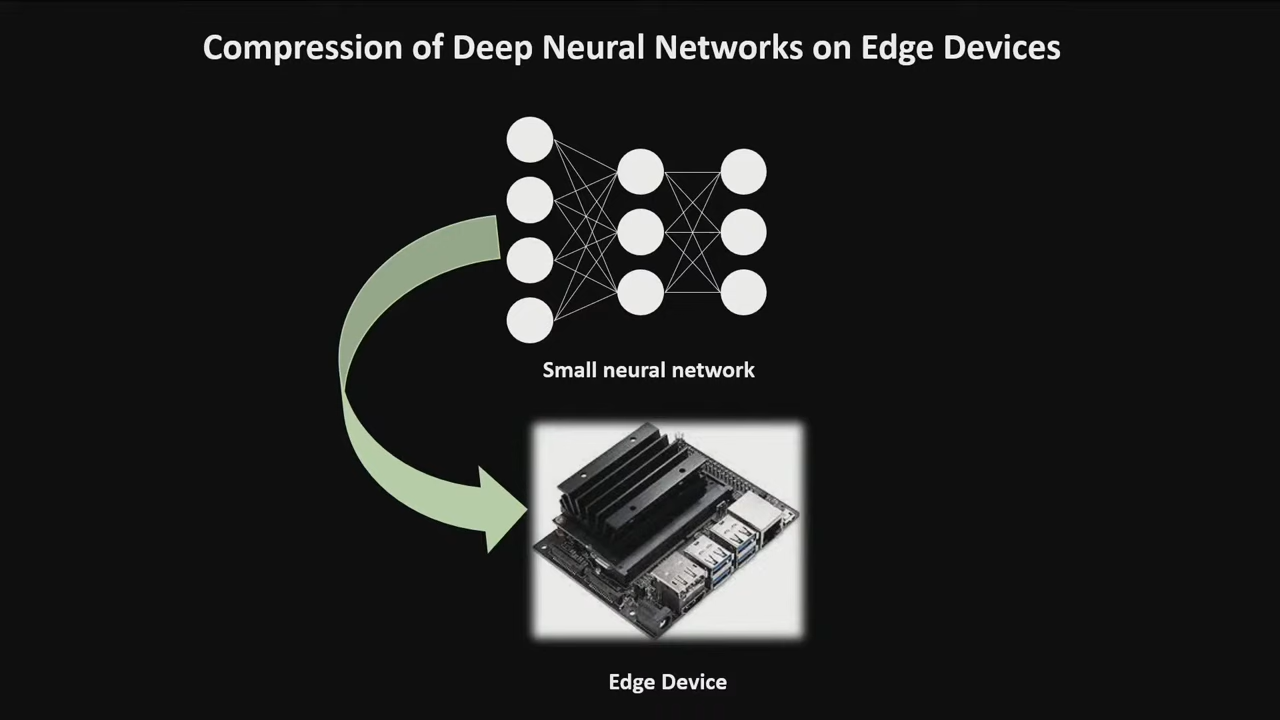 Compression of Deep Neural Networks on Edge Devices
Small neural network
Edge Device